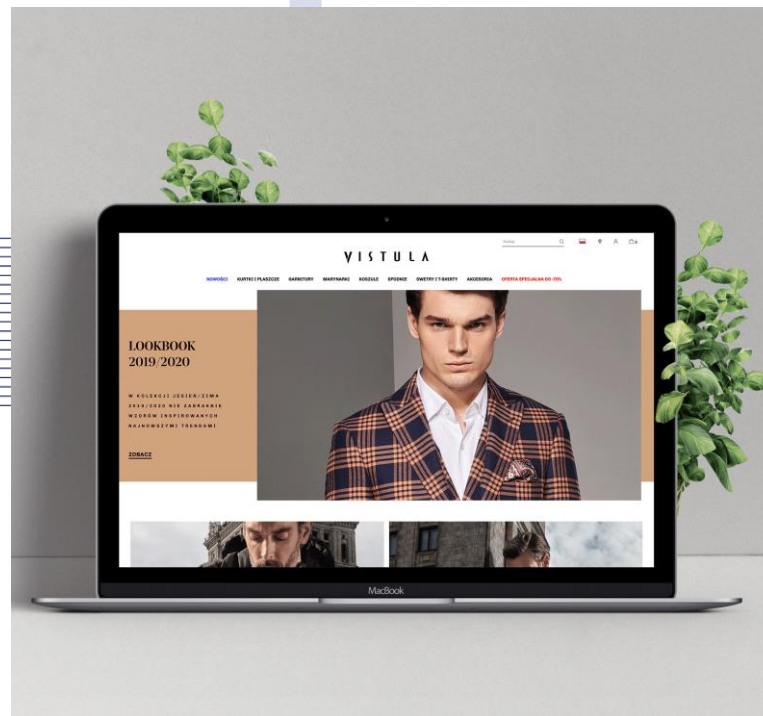 Szukaj
VISTULA
NOWOŚCI KURTKI I PŁASZCZE GARNITURY MARYNARKI KOSZULE SPODNIE SWETRY I T-SHIRTY AKCESORIA OFERTA SPECJALNA DO -70%
LOOKBOOK
2019/2020
W KOLEKCJI JESIEŃ/ZIMA
2019/2020 NIE ZABRAKNIE
WZORÓW INSPIROWANYCH
NAJNOWSZYMI TRENDAMI
ZOBACZ
MacBook